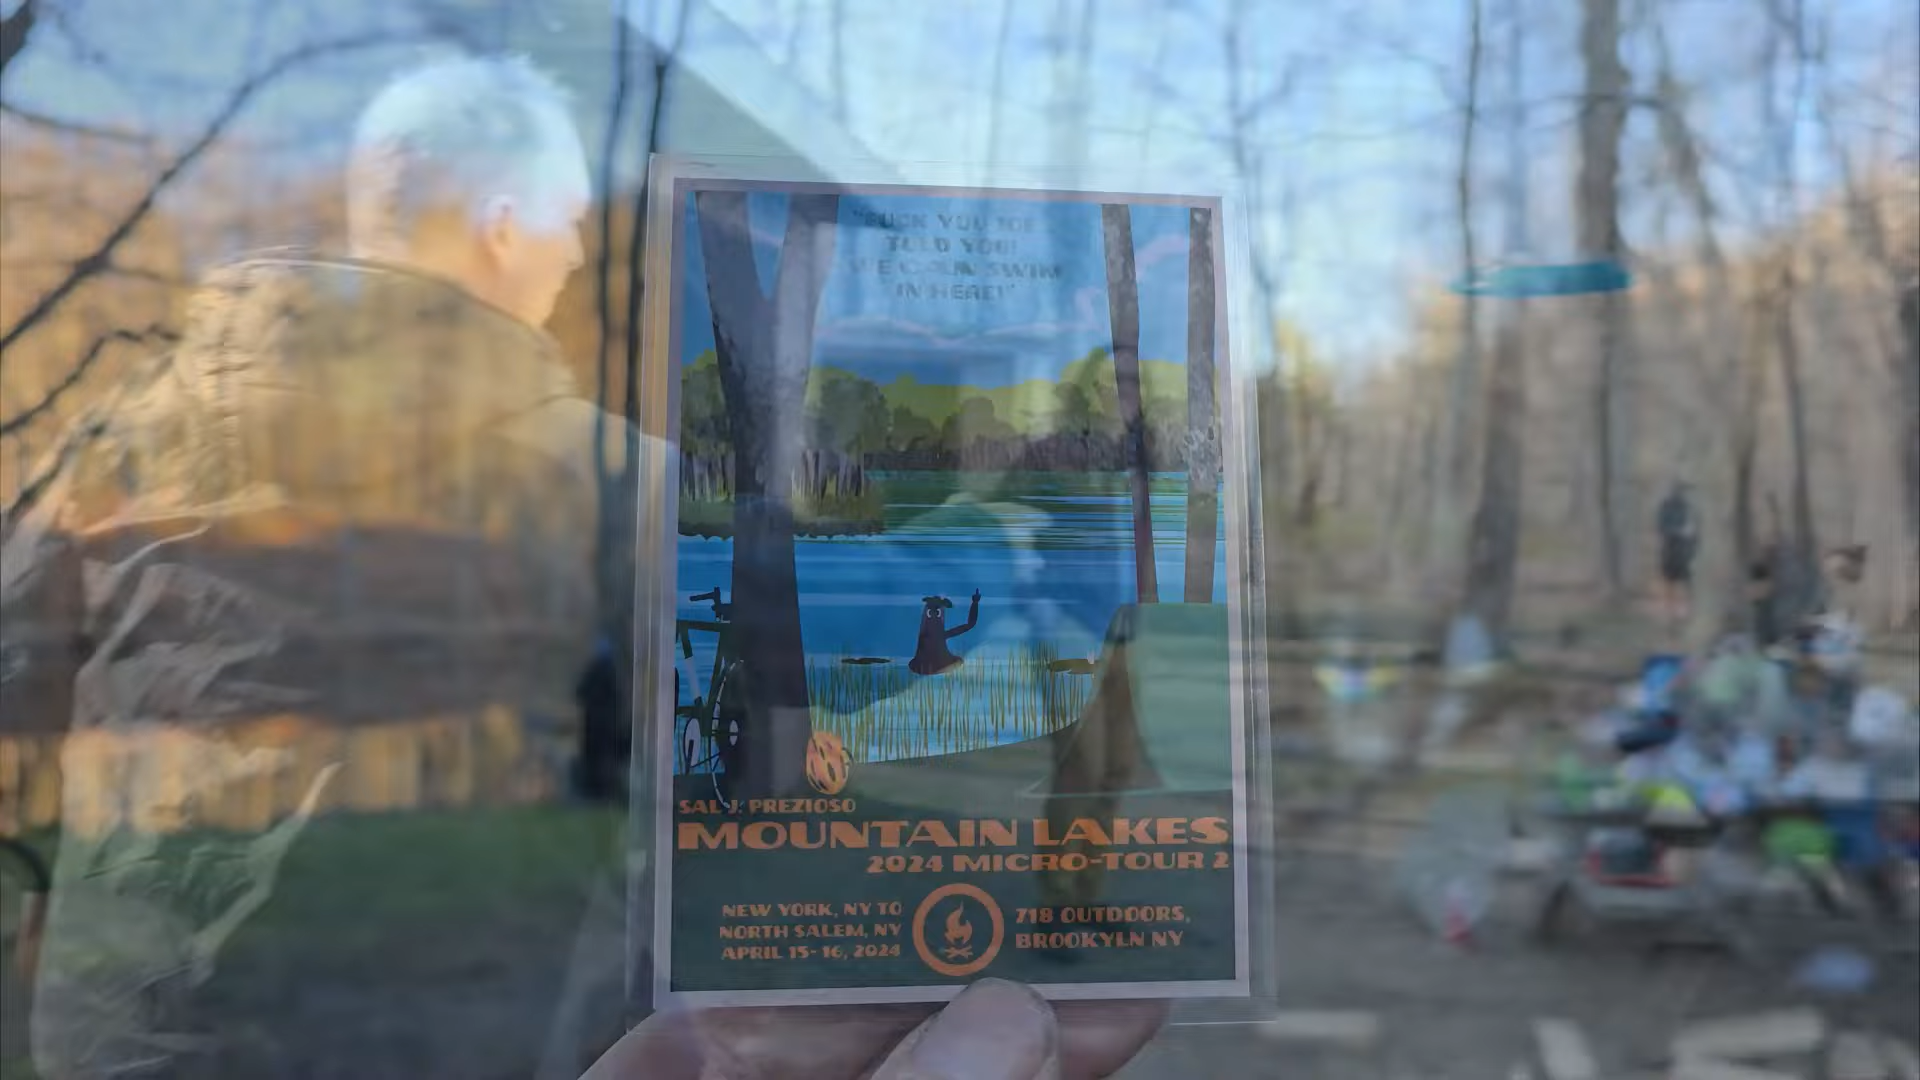 "FUCK YOU JOE
TOLD YOU!
WE CAN SWIM
IN HERE!"
SAL J. PREZIOSO
MOUNTAIN LAKES
2024 MICRO-TOUR 2
NEW YORK, NY TO
NORTH SALEM, NY
APRIL 15-16, 2024
718 OUTDOORS,
BROOKYLN NY